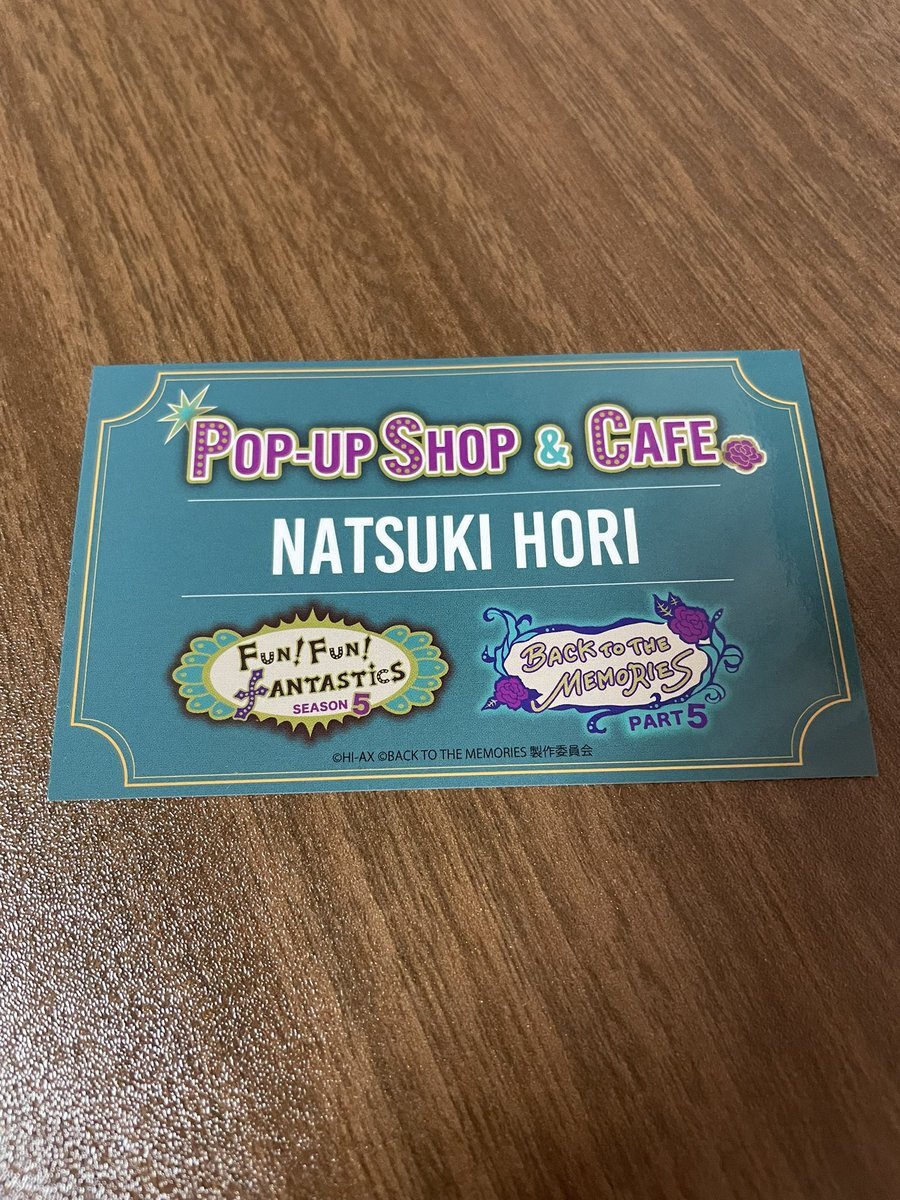 POP-UP SHOP & CAFE
NATSUKI HORI
FUN! FUN!
FANTASTICS
SEASON 5
BACK TO THE
MEMORIES
PART 5
©HI-AX ©BACK TO THE MEMORIES 製作委員会